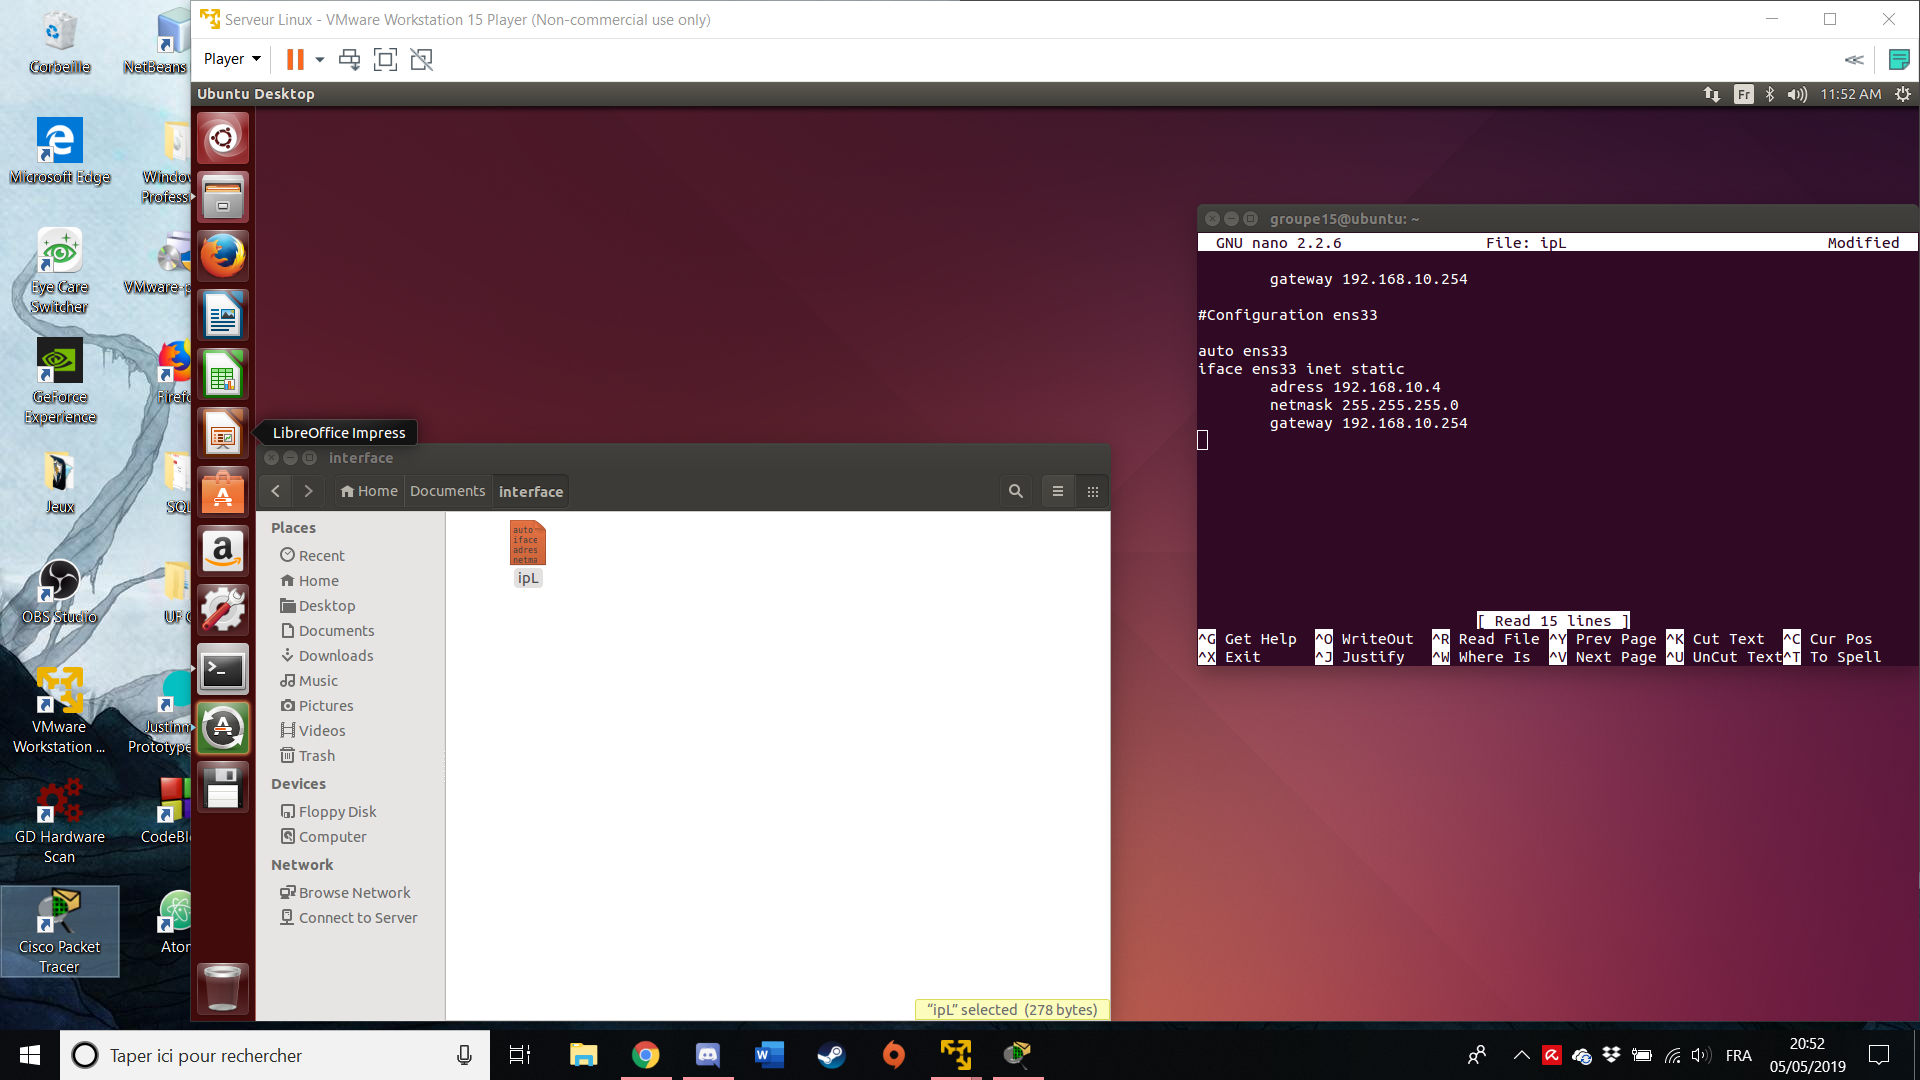 Serveur Linux - VMware Workstation 15 Player (Non-commercial use only)
Player
Ubuntu Desktop
Fr
11:52 AM
Corbeille
NetBeans
Microsoft Edge
Windo
Profess
Eye Care
Switcher
VMware-p
GeForce
Experience
Firefo
Jeux
SQL
OBS Studio
UF
VMware
Workstation ...
Justinm
Prototype
GD Hardware
Scan
CodeBl
Cisco Packet
Tracer
Atom
LibreOffice Impress
interface
Home
Documents
interface
Places
Recent
Home
Desktop
Documents
Downloads
Music
Pictures
Videos
Trash
Devices
Floppy Disk
Computer
Network
Browse Network
Connect to Server
auto
iface
adres
netma
ipL
"ipL" selected (278 bytes)
groupe15@ubuntu: ~
GNU nano 2.2.6 File: ipL Modified
gateway 192.168.10.254
#Configuration ens33
auto ens33
iface ens33 inet static
adress 192.168.10.4
netmask 255.255.255.0
gateway 192.168.10.254
[ Read 15 lines ]
^G Get Help ^O WriteOut ^R Read File ^Y Prev Page ^K Cut Text ^C Cur Pos
^X Exit ^J Justify ^W Where Is ^V Next Page ^U UnCut Text ^T To Spell
Taper ici pour rechercher
FRA
20:52
05/05/2019